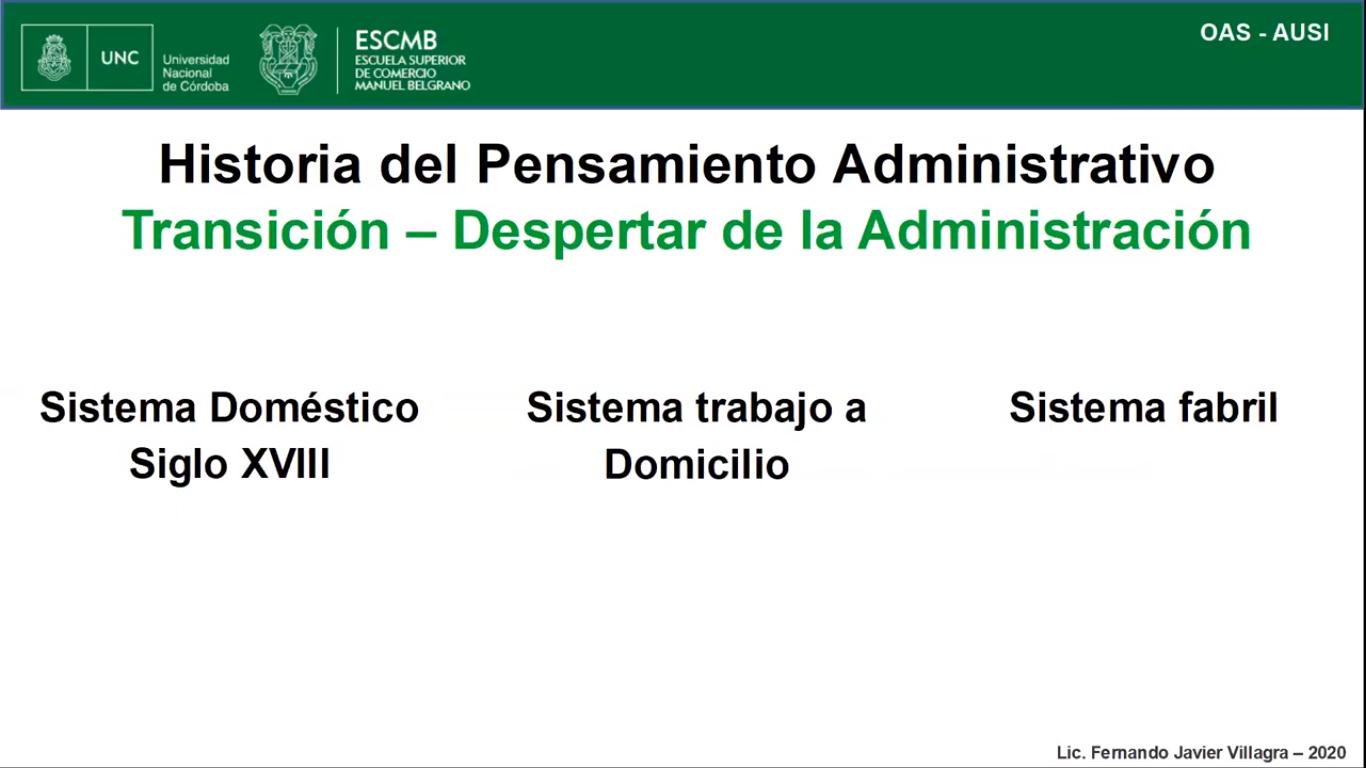 UNC
Universidad
Nacional
de Córdoba
ESCMB
ESCUELA SUPERIOR
DE COMERCIO
MANUEL BELGRANO
OAS - AUSI
Historia del Pensamiento Administrativo
Transición – Despertar de la Administración
Sistema Doméstico
Siglo XVIII
Sistema trabajo a
Domicilio
Sistema fabril
Lic. Fernando Javier Villagra – 2020